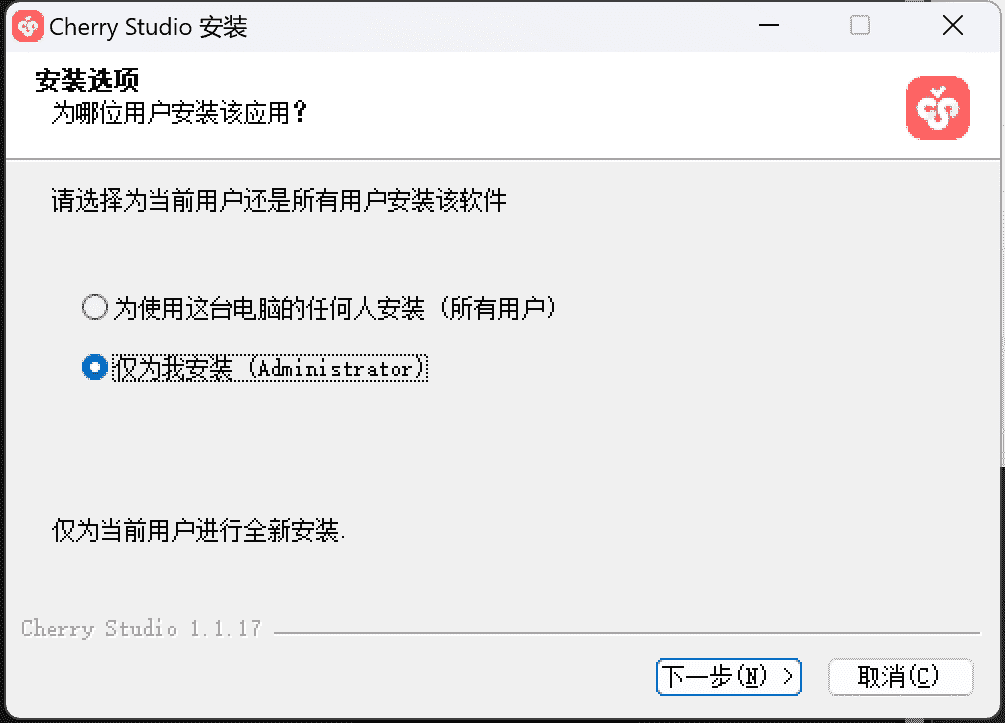 Cherry Studio 安装
安装选项
为哪位用户安装该应用？
请选择为当前用户还是所有用户安装该软件
为使用这台电脑的任何人安装（所有用户）
仅为我安装（Administrator）
仅为当前用户进行全新安装.
Cherry Studio 1.1.17
下一步(N) >
取消(C)